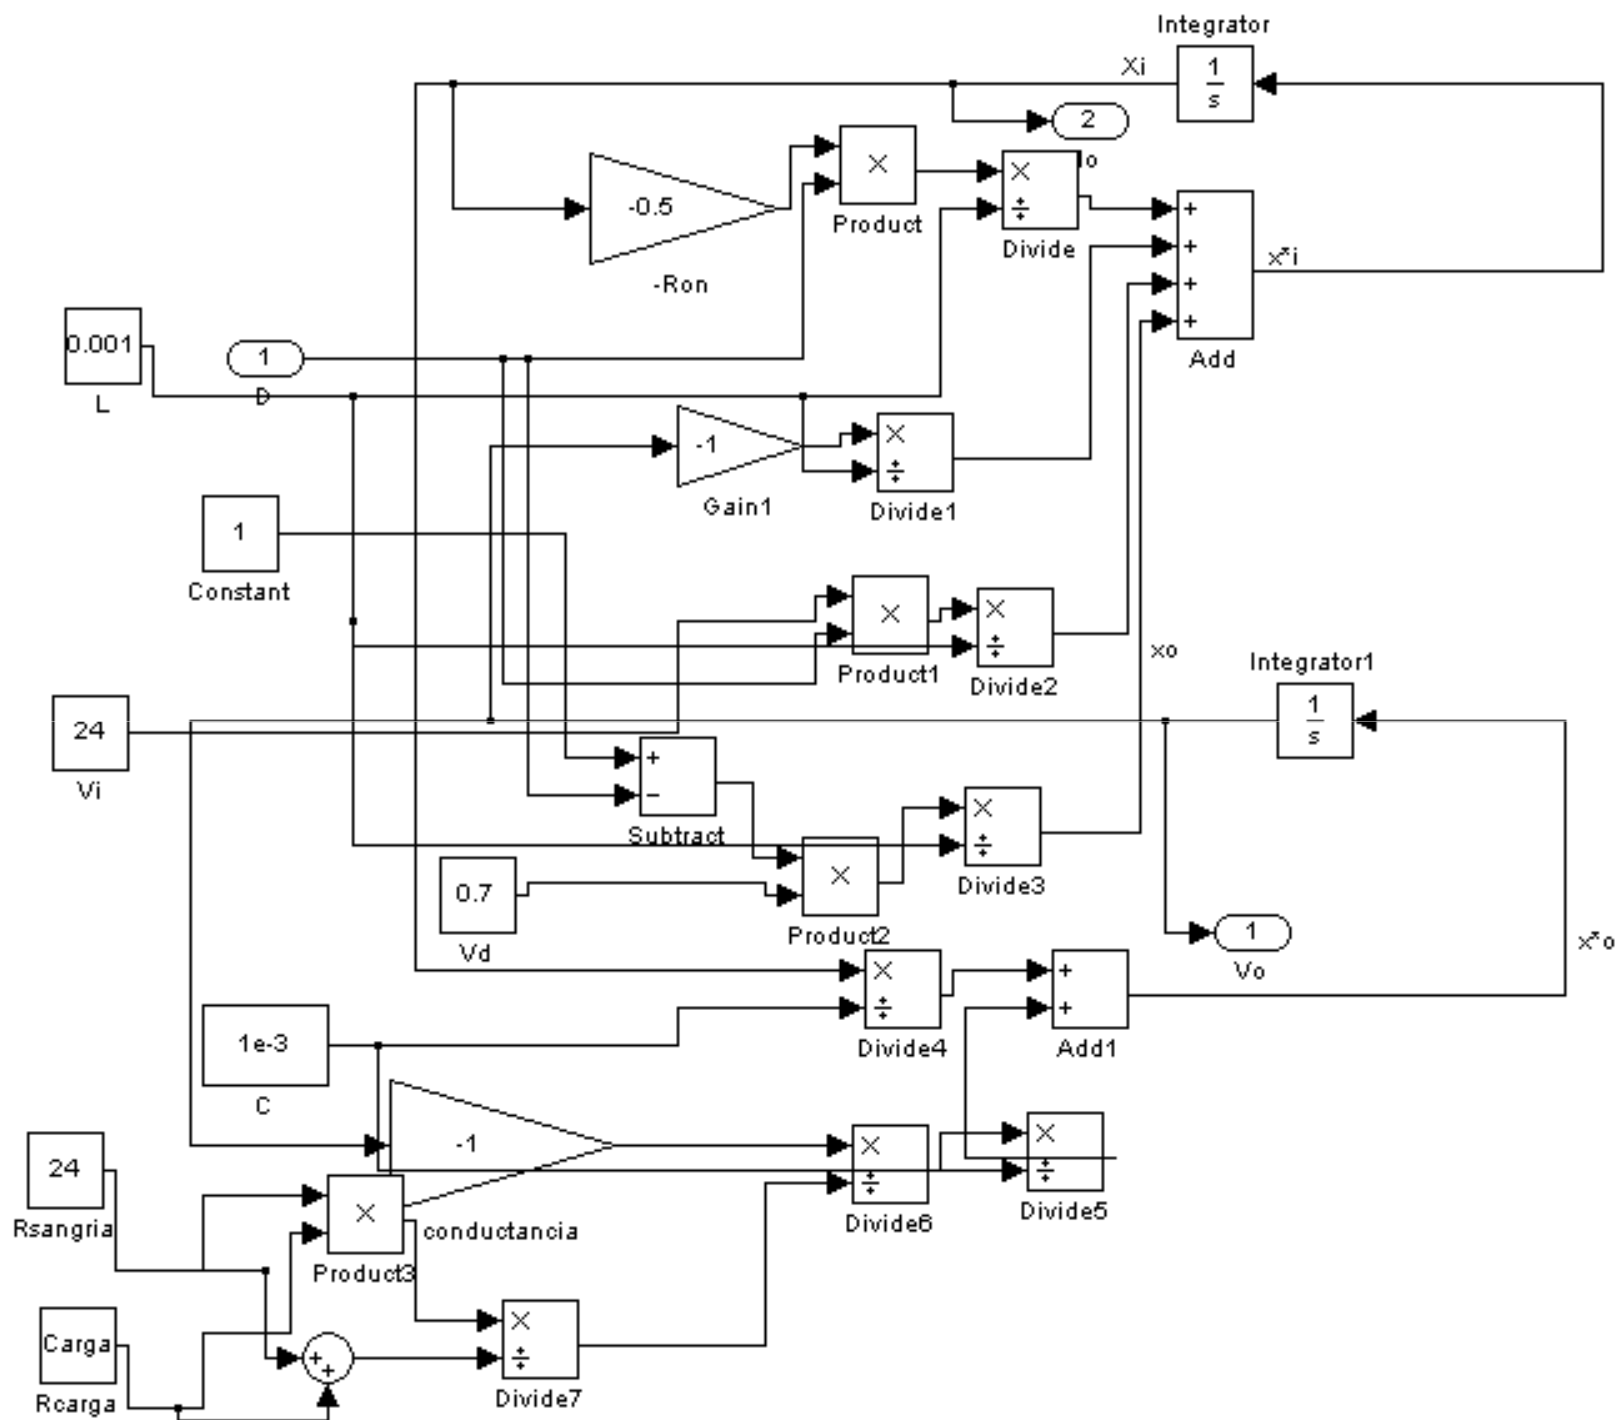 Integrator
1
s
Xi
2
Io
×
Product
×
÷
Divide
-0.5
-Ron
+
+
+
+
Add
x*i
0.001
L
1
D
-1
Gain1
×
÷
Divide1
1
Constant
×
Product1
×
÷
Divide2
xo
Integrator1
1
s
24
Vi
+
−
Subtract
×
÷
Divide3
0.7
Vd
×
Product2
1
Vo
x*o
×
÷
Divide4
+
+
Add1
1e-3
C
-1
conductancia
×
÷
Divide6
×
÷
Divide5
24
Rsangria
×
Product3
×
÷
Divide7
Carga
Rcarga
+
+